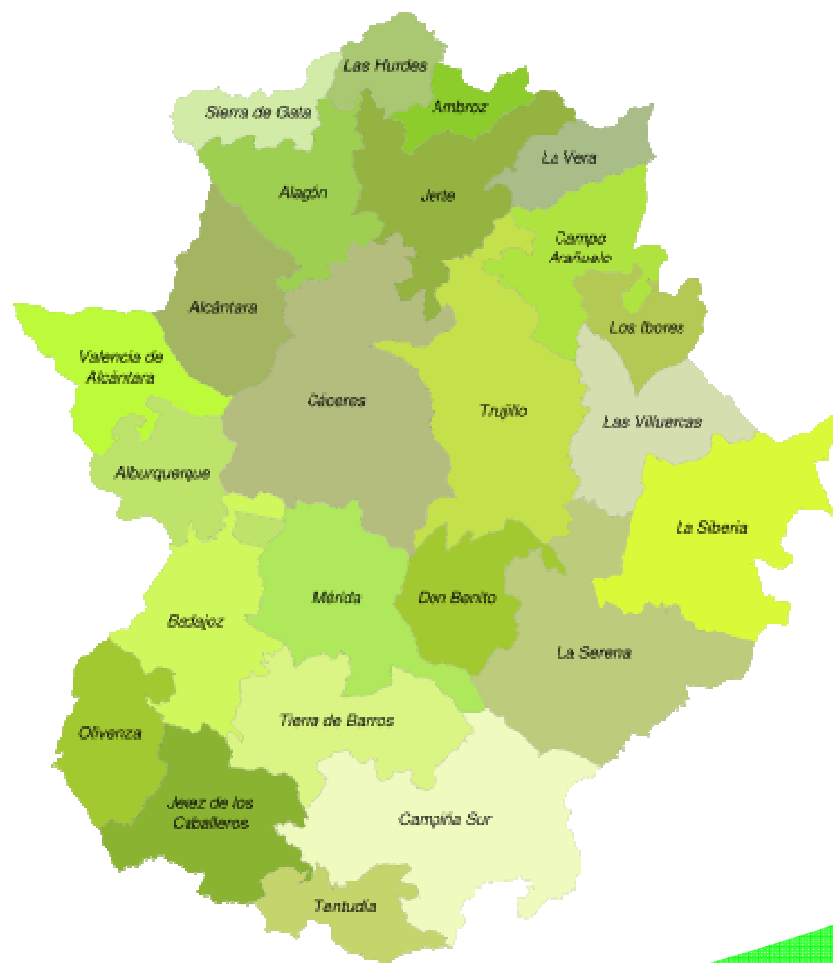 Las Hurdes
Sierra de Gata
Ambroz
La Vera
Alagón
Jerte
Campo
Arañuelo
Alcántara
Los Ibores
Valencia de
Alcántara
Cáceres
Trujillo
Las Villuercas
Alburquerque
La Siberia
Mérida
Don Benito
Badajoz
La Serena
Tierra de Barros
Olivenza
Jerez de los
Caballeros
Campiña Sur
Tentudía